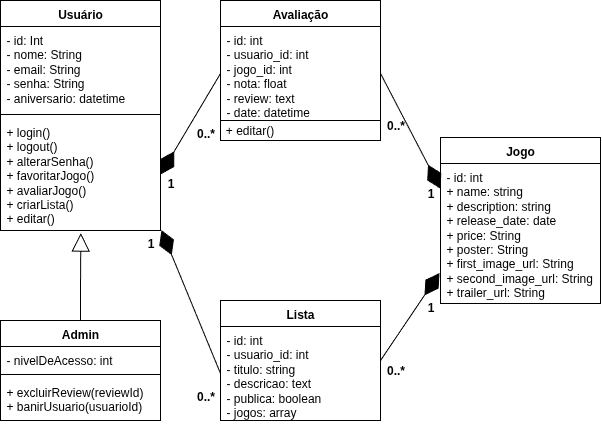 Usuário
- id: Int
- nome: String
- email: String
- senha: String
- aniversario: datetime
+ login()
+ logout()
+ alterarSenha()
+ favoritarJogo()
+ avaliarJogo()
+ criarLista()
+ editar()
Avaliação
- id: int
- usuario_id: int
- jogo_id: int
- nota: float
- review: text
- date: datetime
+ editar()
0..*
1
0..*
1
Jogo
- id: int
+ name: string
+ description: string
+ release_date: date
+ price: String
+ poster: String
+ first_image_url: String
+ second_image_url: String
+ trailer_url: String
1
0..*
1
0..*
Admin
- nivelDeAcesso: int
+ excluirReview(reviewId)
+ banirUsuario(usuarioId)
Lista
- id: int
- usuario_id: int
- titulo: string
- descricao: text
- publica: boolean
- jogos: array